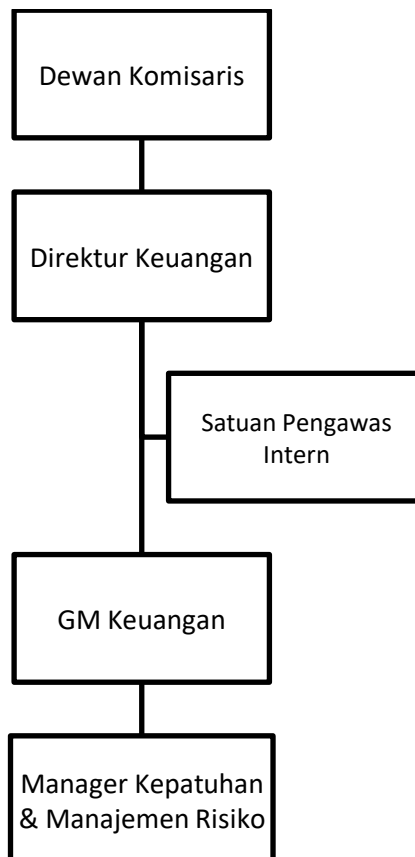 Dewan Komisaris
Direktur Keuangan
Satuan Pengawas
Intern
GM Keuangan
Manager Kepatuhan
& Manajemen Risiko